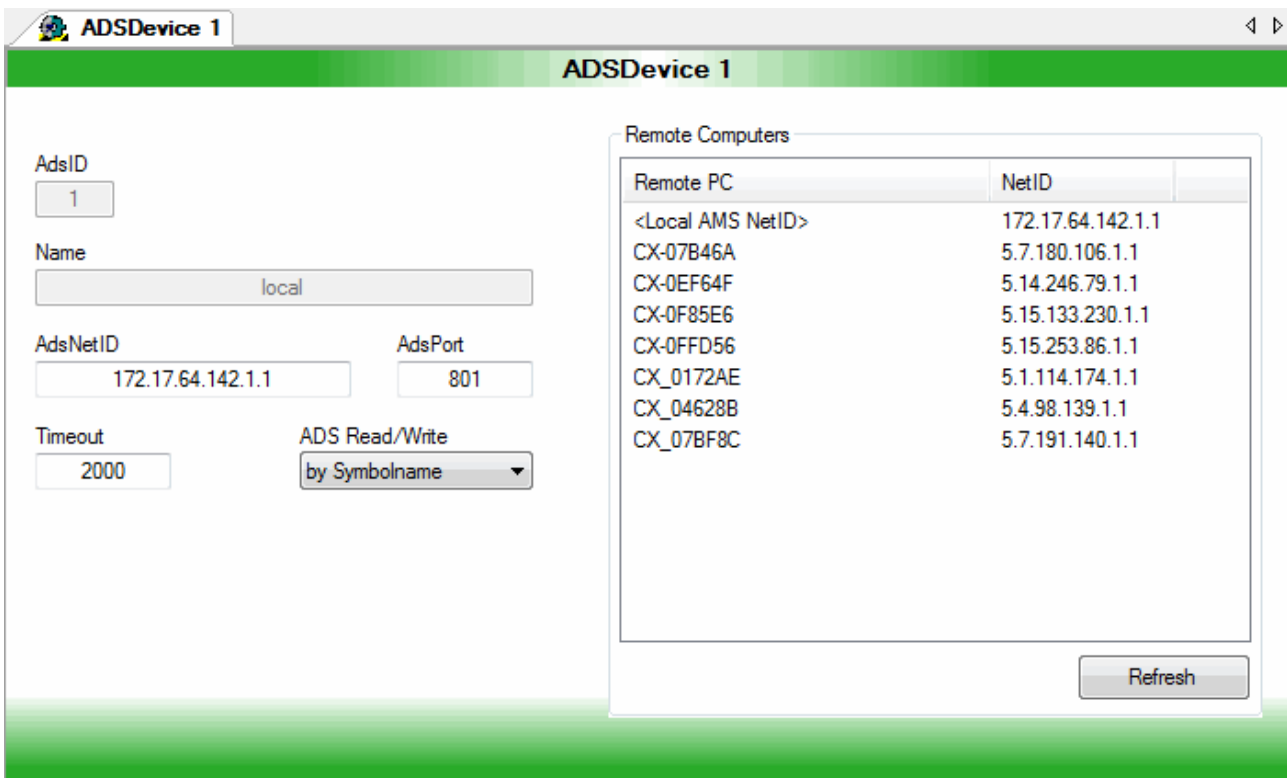 ADSDevice 1
ADSDevice 1
AdsID
1
Name
local
AdsNetID AdsPort
172.17.64.142.1.1 801
Timeout ADS Read/Write
2000 by Symbolname
Remote Computers
Remote PC NetID
<Local AMS NetID> 172.17.64.142.1.1
CX-07B46A 5.7.180.106.1.1
CX-0EF64F 5.14.246.79.1.1
CX-0F85E6 5.15.133.230.1.1
CX-0FFD56 5.15.253.86.1.1
CX_0172AE 5.1.114.174.1.1
CX_04628B 5.4.98.139.1.1
CX_07BF8C 5.7.191.140.1.1
Refresh